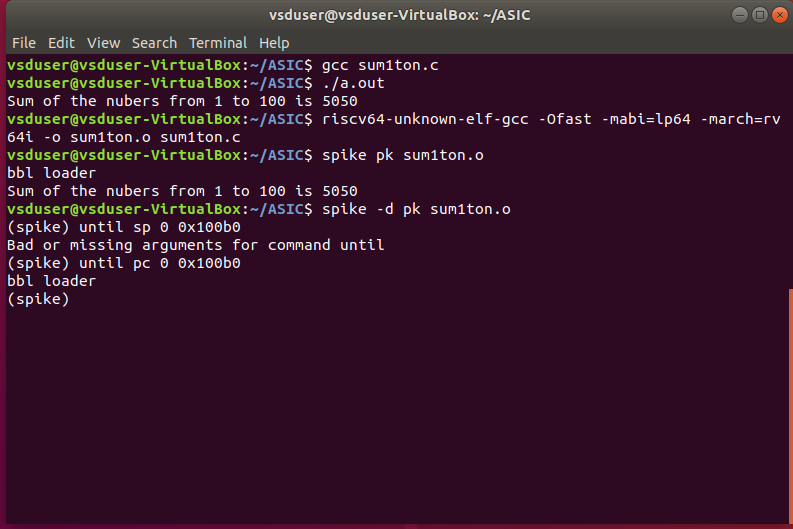 vsduser@vsduser-VirtualBox: ~/ASIC
File Edit View Search Terminal Help
vsduser@vsduser-VirtualBox:~/ASIC$ gcc sum1ton.c
vsduser@vsduser-VirtualBox:~/ASIC$ ./a.out
Sum of the nubers from 1 to 100 is 5050
vsduser@vsduser-VirtualBox:~/ASIC$ riscv64-unknown-elf-gcc -Ofast -mabi=lp64 -march=rv
64i -o sum1ton.o sum1ton.c
vsduser@vsduser-VirtualBox:~/ASIC$ spike pk sum1ton.o
bbl loader
Sum of the nubers from 1 to 100 is 5050
vsduser@vsduser-VirtualBox:~/ASIC$ spike -d pk sum1ton.o
(spike) until sp 0 0x100b0
Bad or missing arguments for command until
(spike) until pc 0 0x100b0
bbl loader
(spike)